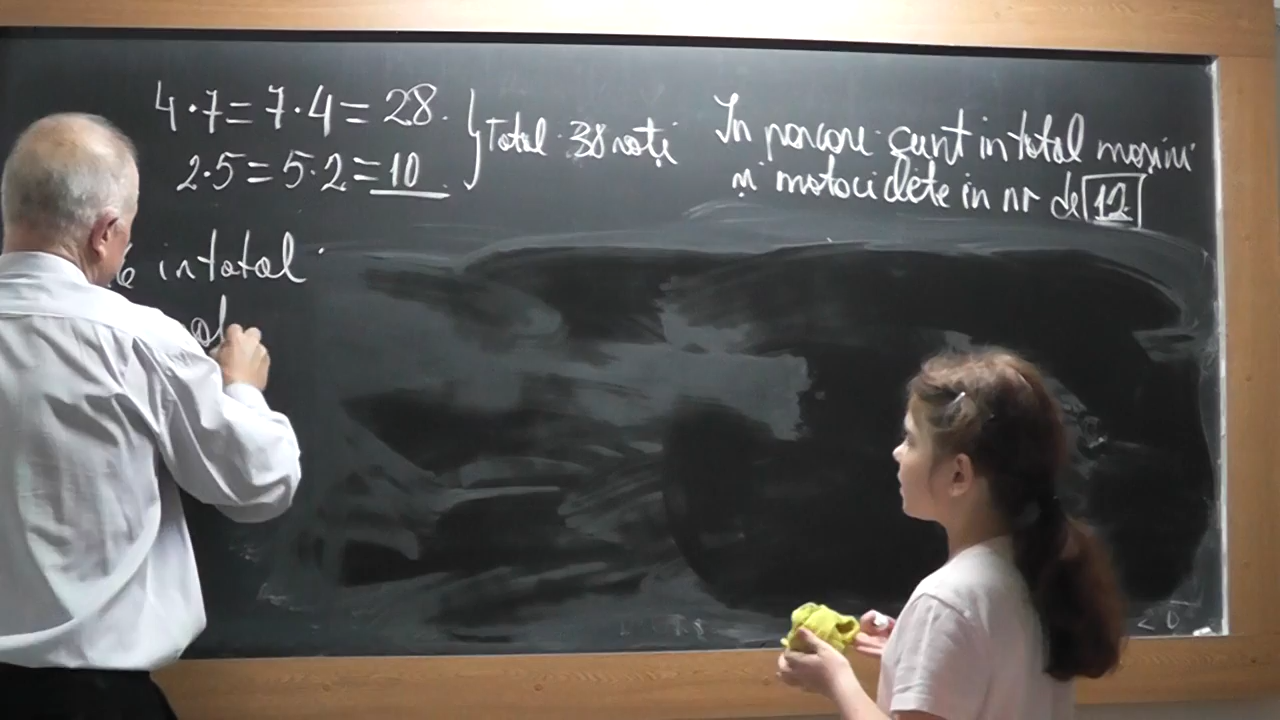 4·7=7·4=28.
2·5=5·2=10
Total 38 roți
In parcare sunt in total mașini
și motociclete in nr de 12
in total